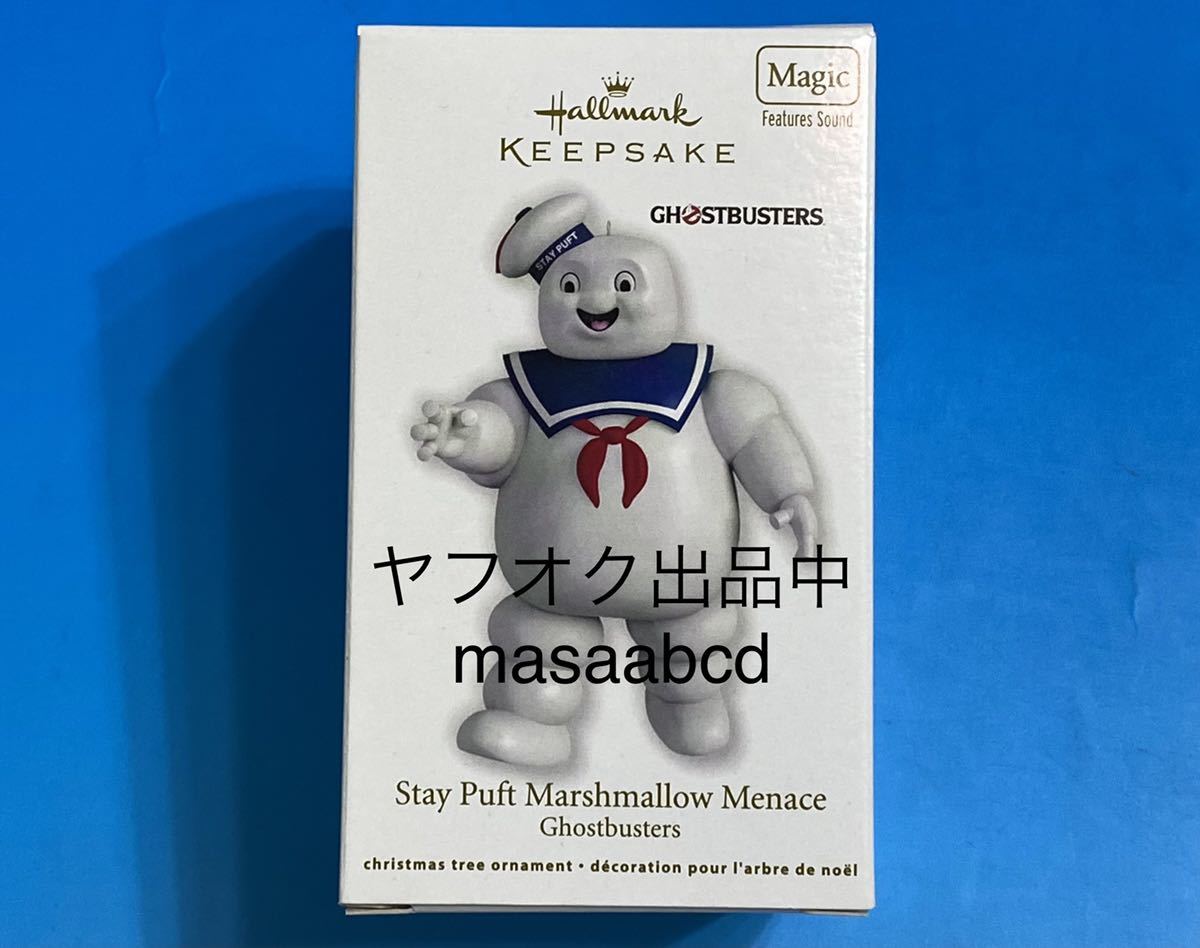 Magic
Features Sound
Hallmark
KEEPSAKE
GHOSTBUSTERS
STAY PUFT
ヤフオク出品中
masaabcd
Stay Puft Marshmallow Menace
Ghostbusters
christmas tree ornament • décoration pour l'arbre de noël